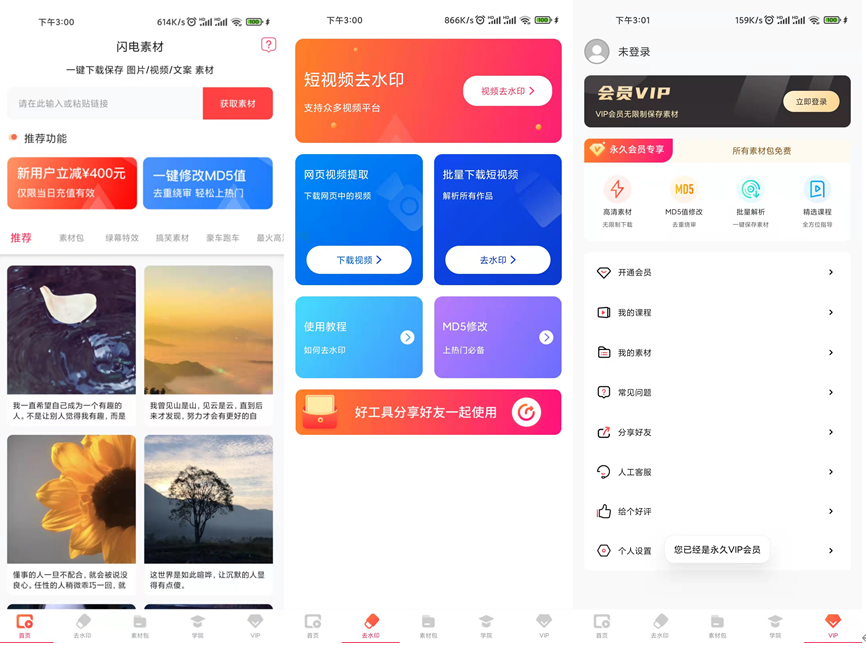 下午3:00
614K/s
闪电素材
一键下载保存 图片/视频/文案 素材
请在此输入或粘贴链接
获取素材
推荐功能
新用户立减¥400元
仅限当日充值有效
一键修改MD5值
去重烧审 轻松上热门
推荐 素材包 绿幕特效 搞笑素材 豪车跑车 最火高清
我一直希望自己成为一个有趣的
人。不是让别人觉得我有趣，而是
我曾见山是山，见云是云，直到后
来才发现，努力才会有更好的自
懂事的人一旦不配合，就会被说没
良心。任性的人稍微乖巧一回，就
这世界是如此喧哗，让沉默的人显
得有点傻。
首页 去水印 素材包 学院 VIP
下午3:00
866K/s
短视频去水印
支持众多视频平台
视频去水印
网页视频提取
下载网页中的视频
下载视频
批量下载短视频
解析所有作品
去水印
使用教程
如何去水印
MD5修改
上热门必备
好工具分享好友一起使用
首页 去水印 素材包 学院 VIP
下午3:01
159K/s
未登录
会员VIP
VIP会员无限制保存素材
立即登录
永久会员专享
所有素材包免费
高清素材
无限制下载
MD5
MD5值修改
去重烧审
批量解析
一键保存素材
精选课程
全方位指导
开通会员
我的课程
我的素材
常见问题
分享好友
人工客服
给个好评
个人设置
您已经是永久VIP会员
首页 去水印 素材包 学院 VIP